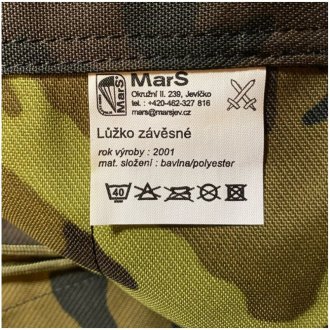 MarS
MarS
Okružní II. 239, Jevíčko
tel. : +420-462-327 816
mars@marsjev.cz
Lůžko závěsné
rok výroby : 2001
mat. složení : bavlna/polyester
40